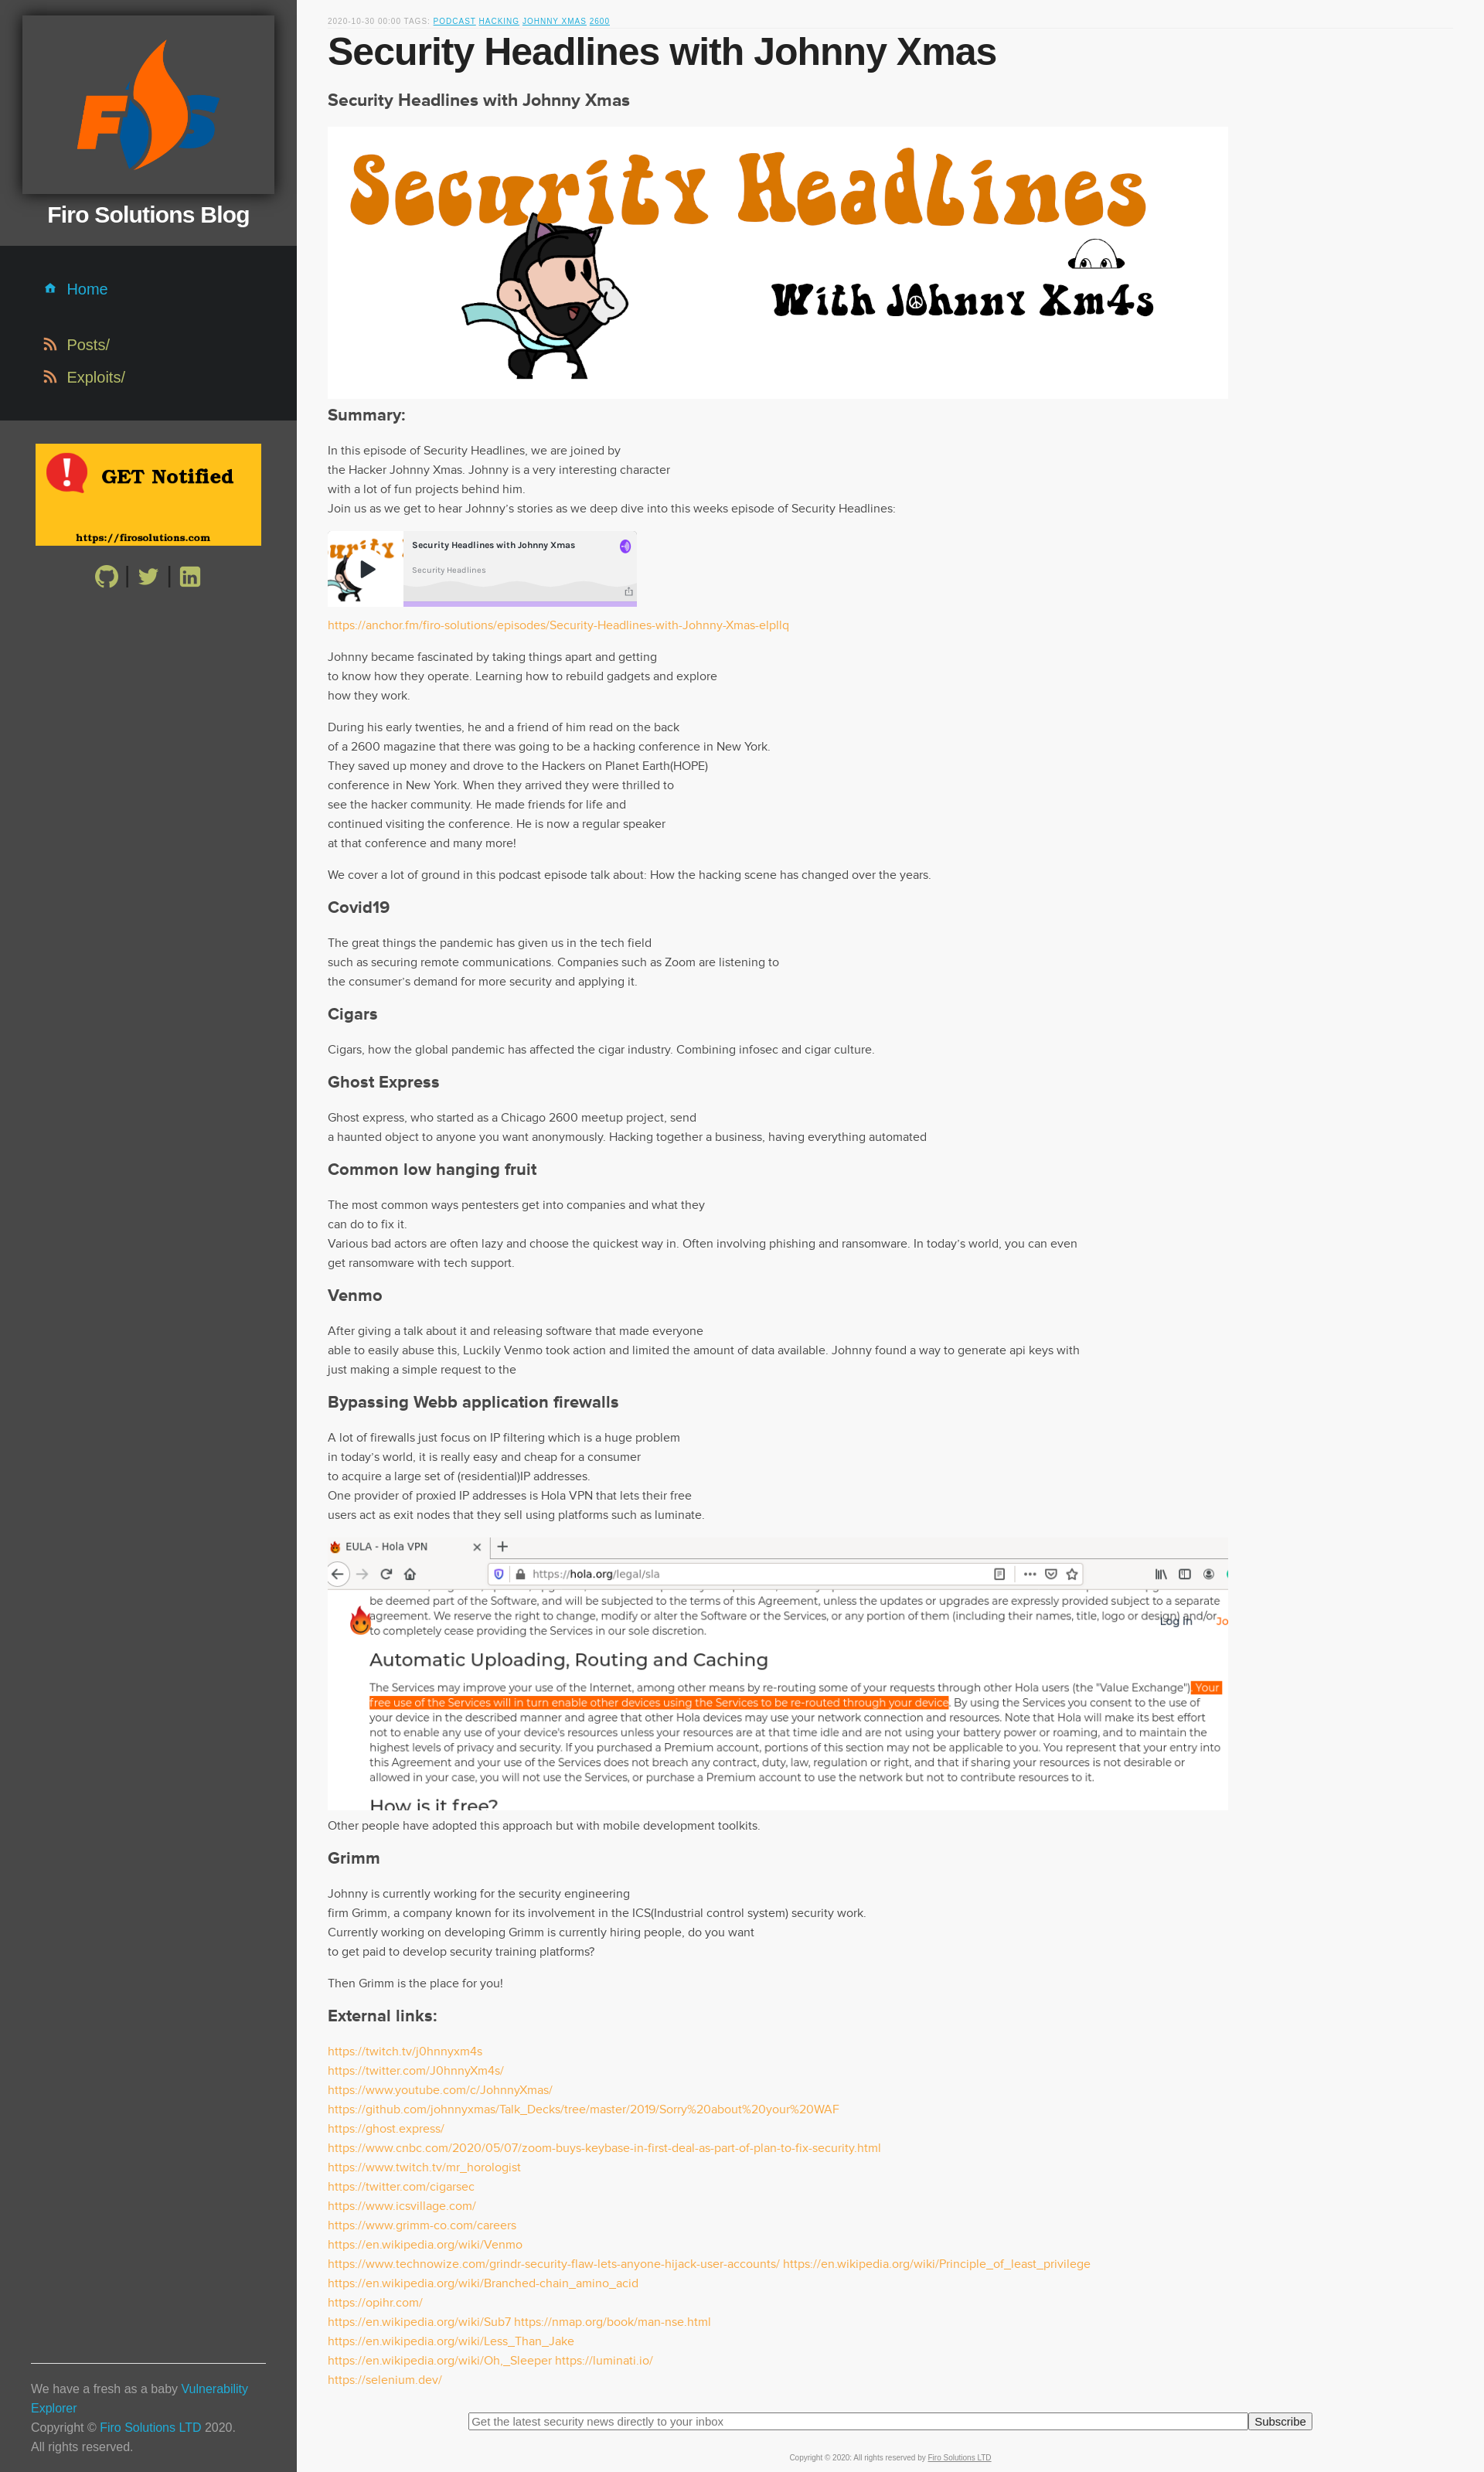 FS
Firo Solutions Blog
Home
Posts/
Exploits/
GET Notified
https://firosolutions.com
We have a fresh as a baby Vulnerability
Explorer
Copyright © Firo Solutions LTD 2020.
All rights reserved.
2020-10-30 00:00 TAGS: PODCAST HACKING JOHNNY XMAS 2600
Security Headlines with Johnny Xmas
Security Headlines with Johnny Xmas
Security Headlines
With J0hnny Xm4s
Summary:
In this episode of Security Headlines, we are joined by
the Hacker Johnny Xmas. Johnny is a very interesting character
with a lot of fun projects behind him.
Join us as we get to hear Johnny's stories as we deep dive into this weeks episode of Security Headlines:
Security Headlines with Johnny Xmas
Security Headlines
https://anchor.fm/firo-solutions/episodes/Security-Headlines-with-Johnny-Xmas-elpllq
Johnny became fascinated by taking things apart and getting
to know how they operate. Learning how to rebuild gadgets and explore
how they work.
During his early twenties, he and a friend of him read on the back
of a 2600 magazine that there was going to be a hacking conference in New York.
They saved up money and drove to the Hackers on Planet Earth(HOPE)
conference in New York. When they arrived they were thrilled to
see the hacker community. He made friends for life and
continued visiting the conference. He is now a regular speaker
at that conference and many more!
We cover a lot of ground in this podcast episode talk about: How the hacking scene has changed over the years.
Covid19
The great things the pandemic has given us in the tech field
such as securing remote communications. Companies such as Zoom are listening to
the consumer's demand for more security and applying it.
Cigars
Cigars, how the global pandemic has affected the cigar industry. Combining infosec and cigar culture.
Ghost Express
Ghost express, who started as a Chicago 2600 meetup project, send
a haunted object to anyone you want anonymously. Hacking together a business, having everything automated
Common low hanging fruit
The most common ways pentesters get into companies and what they
can do to fix it.
Various bad actors are often lazy and choose the quickest way in. Often involving phishing and ransomware. In today's world, you can even
get ransomware with tech support.
Venmo
After giving a talk about it and releasing software that made everyone
able to easily abuse this, Luckily Venmo took action and limited the amount of data available. Johnny found a way to generate api keys with
just making a simple request to the
Bypassing Webb application firewalls
A lot of firewalls just focus on IP filtering which is a huge problem
in today's world, it is really easy and cheap for a consumer
to acquire a large set of (residential)IP addresses.
One provider of proxied IP addresses is Hola VPN that lets their free
users act as exit nodes that they sell using platforms such as luminate.
EULA - Hola VPN
https://hola.org/legal/sla
be deemed part of the Software, and will be subjected to the terms of this Agreement, unless the updates or upgrades are expressly provided subject to a separate
agreement. We reserve the right to change, modify or alter the Software or the Services, or any portion of them (including their names, title, logo or design) and/or
to completely cease providing the Services in our sole discretion.
Log In
Jo
Automatic Uploading, Routing and Caching
The Services may improve your use of the Internet, among other means by re-routing some of your requests through other Hola users (the "Value Exchange"). Your
free use of the Services will in turn enable other devices using the Services to be re-routed through your device. By using the Services you consent to the use of
your device in the described manner and agree that other Hola devices may use your network connection and resources. Note that Hola will make its best effort
not to enable any use of your device's resources unless your resources are at that time idle and are not using your battery power or roaming, and to maintain the
highest levels of privacy and security. If you purchased a Premium account, portions of this section may not be applicable to you. You represent that your entry into
this Agreement and your use of the Services does not breach any contract, duty, law, regulation or right, and that if sharing your resources is not desirable or
allowed in your case, you will not use the Services, or purchase a Premium account to use the network but not to contribute resources to it.
How is it free?
Other people have adopted this approach but with mobile development toolkits.
Grimm
Johnny is currently working for the security engineering
firm Grimm, a company known for its involvement in the ICS(Industrial control system) security work.
Currently working on developing Grimm is currently hiring people, do you want
to get paid to develop security training platforms?
Then Grimm is the place for you!
External links:
https://twitch.tv/j0hnnyxm4s
https://twitter.com/J0hnnyXm4s/
https://www.youtube.com/c/JohnnyXmas/
https://github.com/johnnyxmas/Talk_Decks/tree/master/2019/Sorry%20about%20your%20WAF
https://ghost.express/
https://www.cnbc.com/2020/05/07/zoom-buys-keybase-in-first-deal-as-part-of-plan-to-fix-security.html
https://www.twitch.tv/mr_horologist
https://twitter.com/cigarsec
https://www.icsvillage.com/
https://www.grimm-co.com/careers
https://en.wikipedia.org/wiki/Venmo
https://www.technowize.com/grindr-security-flaw-lets-anyone-hijack-user-accounts/ https://en.wikipedia.org/wiki/Principle_of_least_privilege
https://en.wikipedia.org/wiki/Branched-chain_amino_acid
https://opihr.com/
https://en.wikipedia.org/wiki/Sub7 https://nmap.org/book/man-nse.html
https://en.wikipedia.org/wiki/Less_Than_Jake
https://en.wikipedia.org/wiki/Oh,_Sleeper https://luminati.io/
https://selenium.dev/
Get the latest security news directly to your inbox
Subscribe
Copyright © 2020: All rights reserved by Firo Solutions LTD